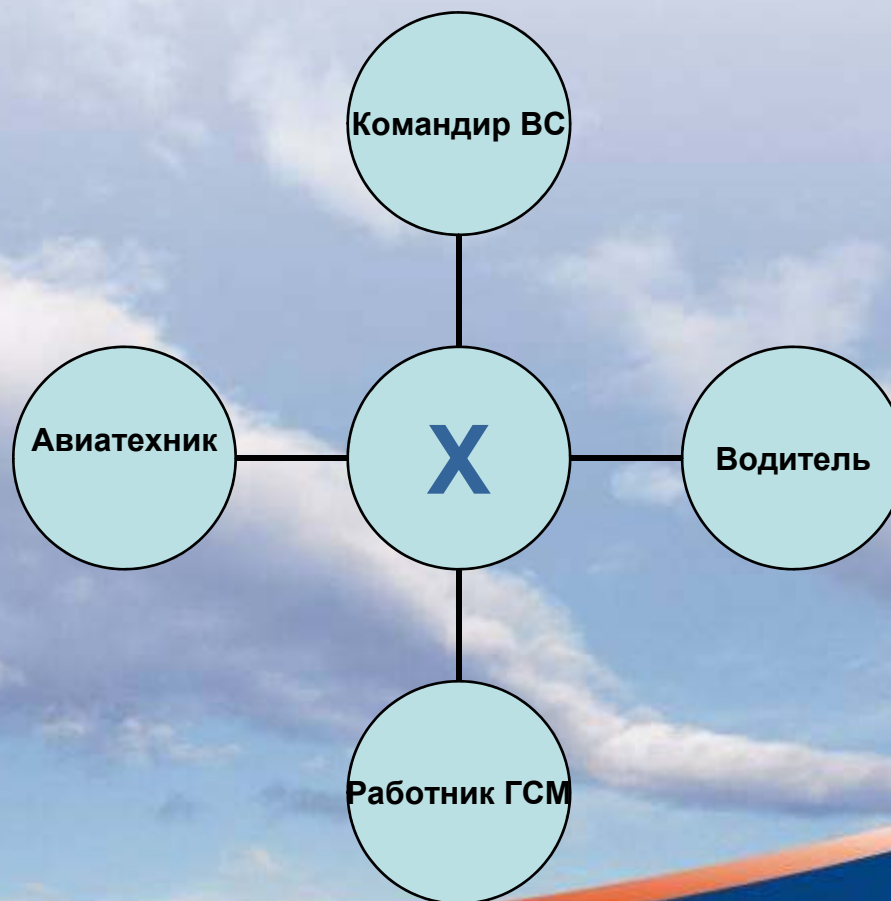 Командир ВС
Авиатехник
X
Водитель
Работник ГСМ